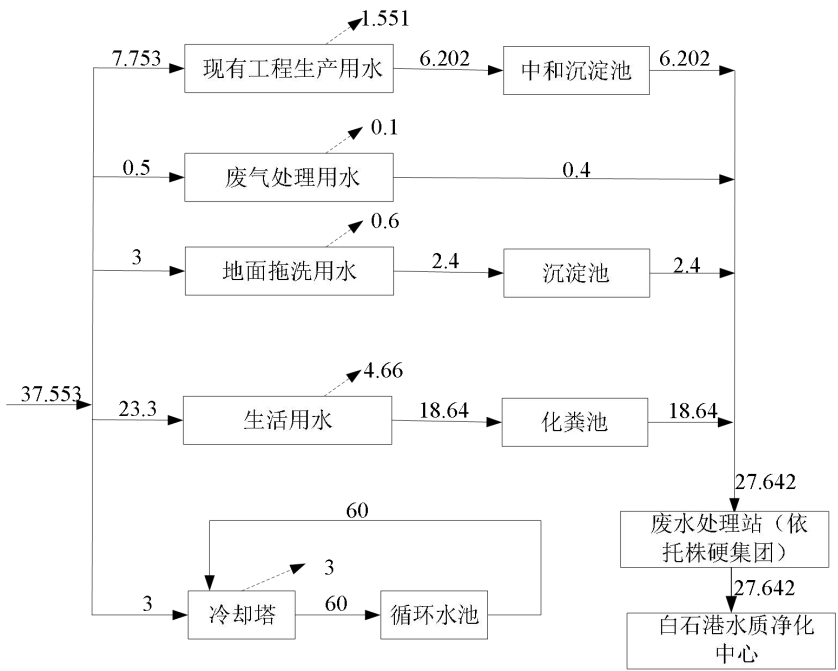 1.551
7.753
现有工程生产用水
6.202
中和沉淀池
6.202
0.1
0.5
废气处理用水
0.4
0.6
3
地面拖洗用水
2.4
沉淀池
2.4
4.66
37.553
23.3
生活用水
18.64
化粪池
18.64
27.642
60
废水处理站（依
托株硬集团）
3
27.642
3
冷却塔
60
循环水池
白石港水质净化
中心